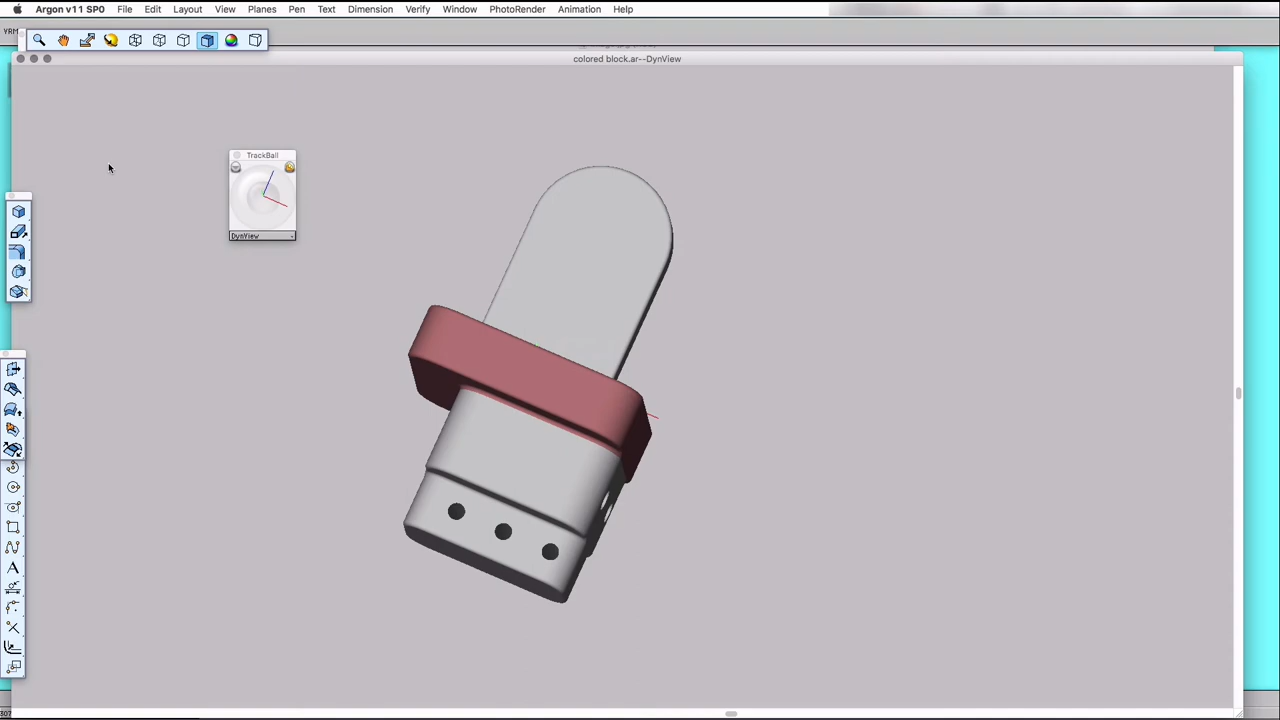 Argon v11 SP0 File Edit Layout View Planes Pen Text Dimension Verify Window PhotoRender Animation Help
colored block.ar--DynView
TrackBall
DynView